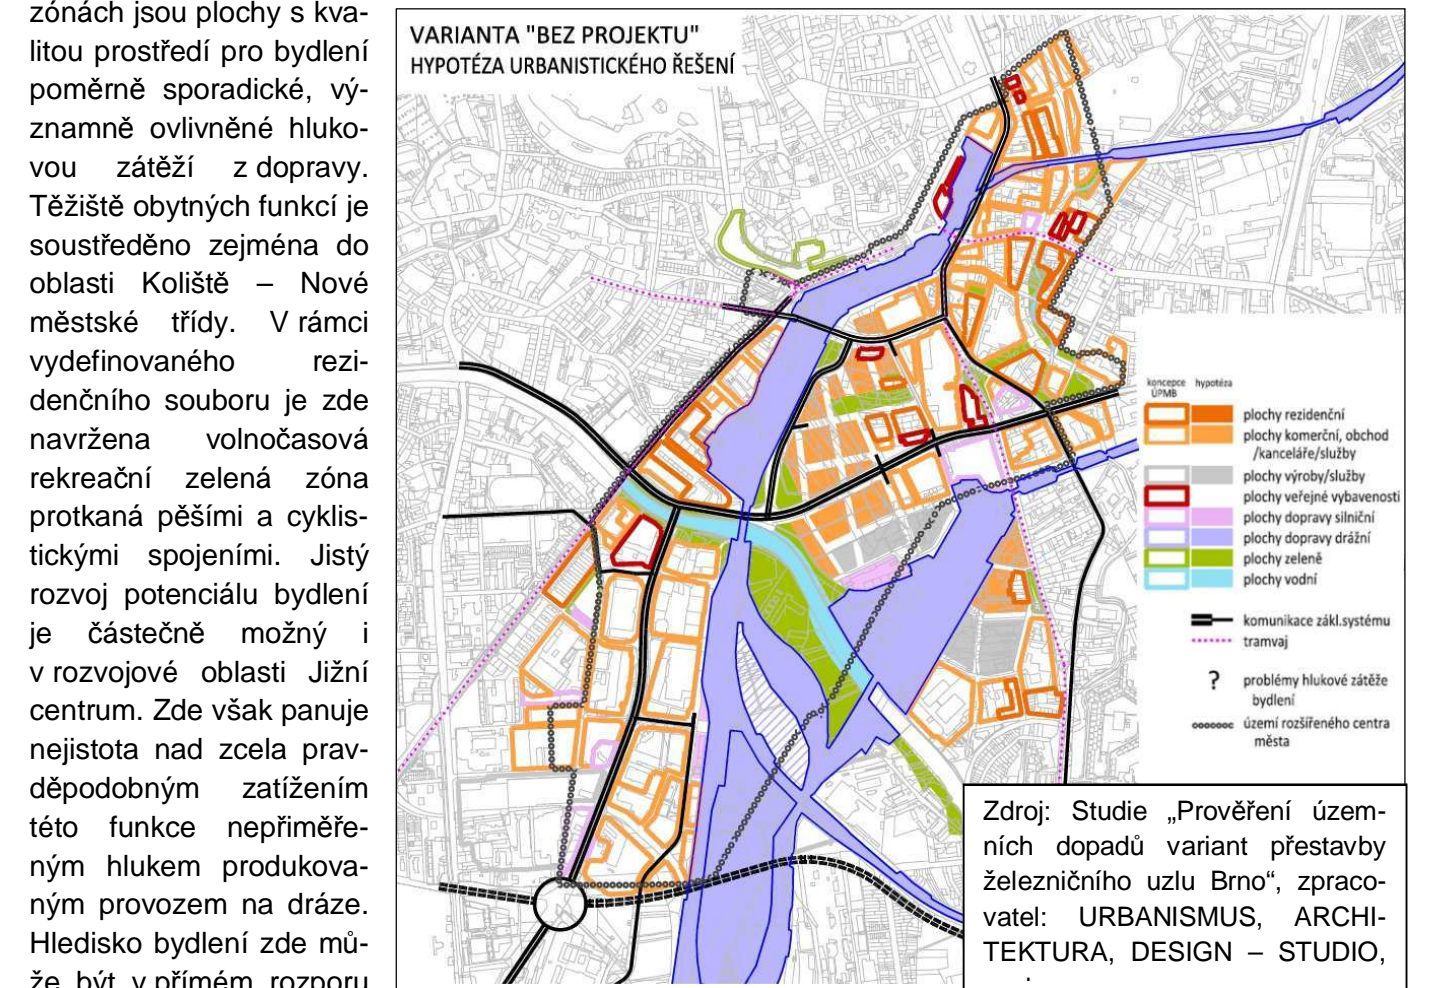 zónách jsou plochy s kva-
litou prostředí pro bydlení
poměrně sporadické, vý-
znamně ovlivněné hluko-
vou zátěží z dopravy.
Těžiště obytných funkcí je
soustředěno zejména do
oblasti Koliště – Nové
městské třídy. V rámci
vydefinovaného rezi-
denčního souboru je zde
navržena volnočasová
rekreační zelená zóna
protkaná pěšími a cyklis-
tickými spojeními. Jistý
rozvoj potenciálu bydlení
je částečně možný i
v rozvojové oblasti Jižní
centrum. Zde však panuje
nejistota nad zcela prav-
děpodobným zatížením
této funkce nepřiměře-
ným hlukem produkova-
ným provozem na dráze.
Hledisko bydlení zde mů-
že být v přímém rozporu
VARIANTA "BEZ PROJEKTU"
HYPOTÉZA URBANISTICKÉHO ŘEŠENÍ
koncepce hypotéza
ÚPMB
plochy rezidenční
plochy komerční, obchod
/kanceláře/služby
plochy výroby/služby
plochy veřejné vybavenosti
plochy dopravy silniční
plochy dopravy drážní
plochy zeleně
plochy vodní
komunikace zákl.systému
tramvaj
? problémy hlukové zátěže
bydlení
území rozšířeného centra
města
Zdroj: Studie „Prověření územ-
ních dopadů variant přestavby
železničního uzlu Brno“, zpraco-
vatel: URBANISMUS, ARCHI-
TEKTURA, DESIGN – STUDIO,